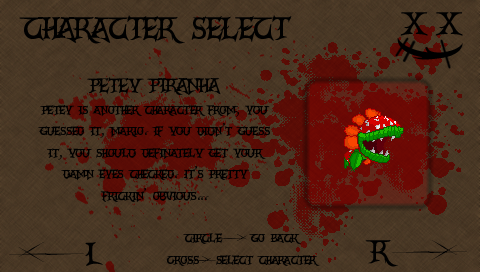 CHARACTER SELECT
X X
PETEY PIRANHA
PETEY IS ANOTHER CHARACTER FROM, YOU
GUESSED IT, MARIO. IF YOU DIDN'T GUESS
IT, YOU SHOULD DEFINATELY GET YOUR
DAMN EYES CHECKED. IT'S PRETTY
FRICKIN OBVIOUS...
CIRCLE—> GO BACK
L R
CROSS—> SELECT CHARACTER